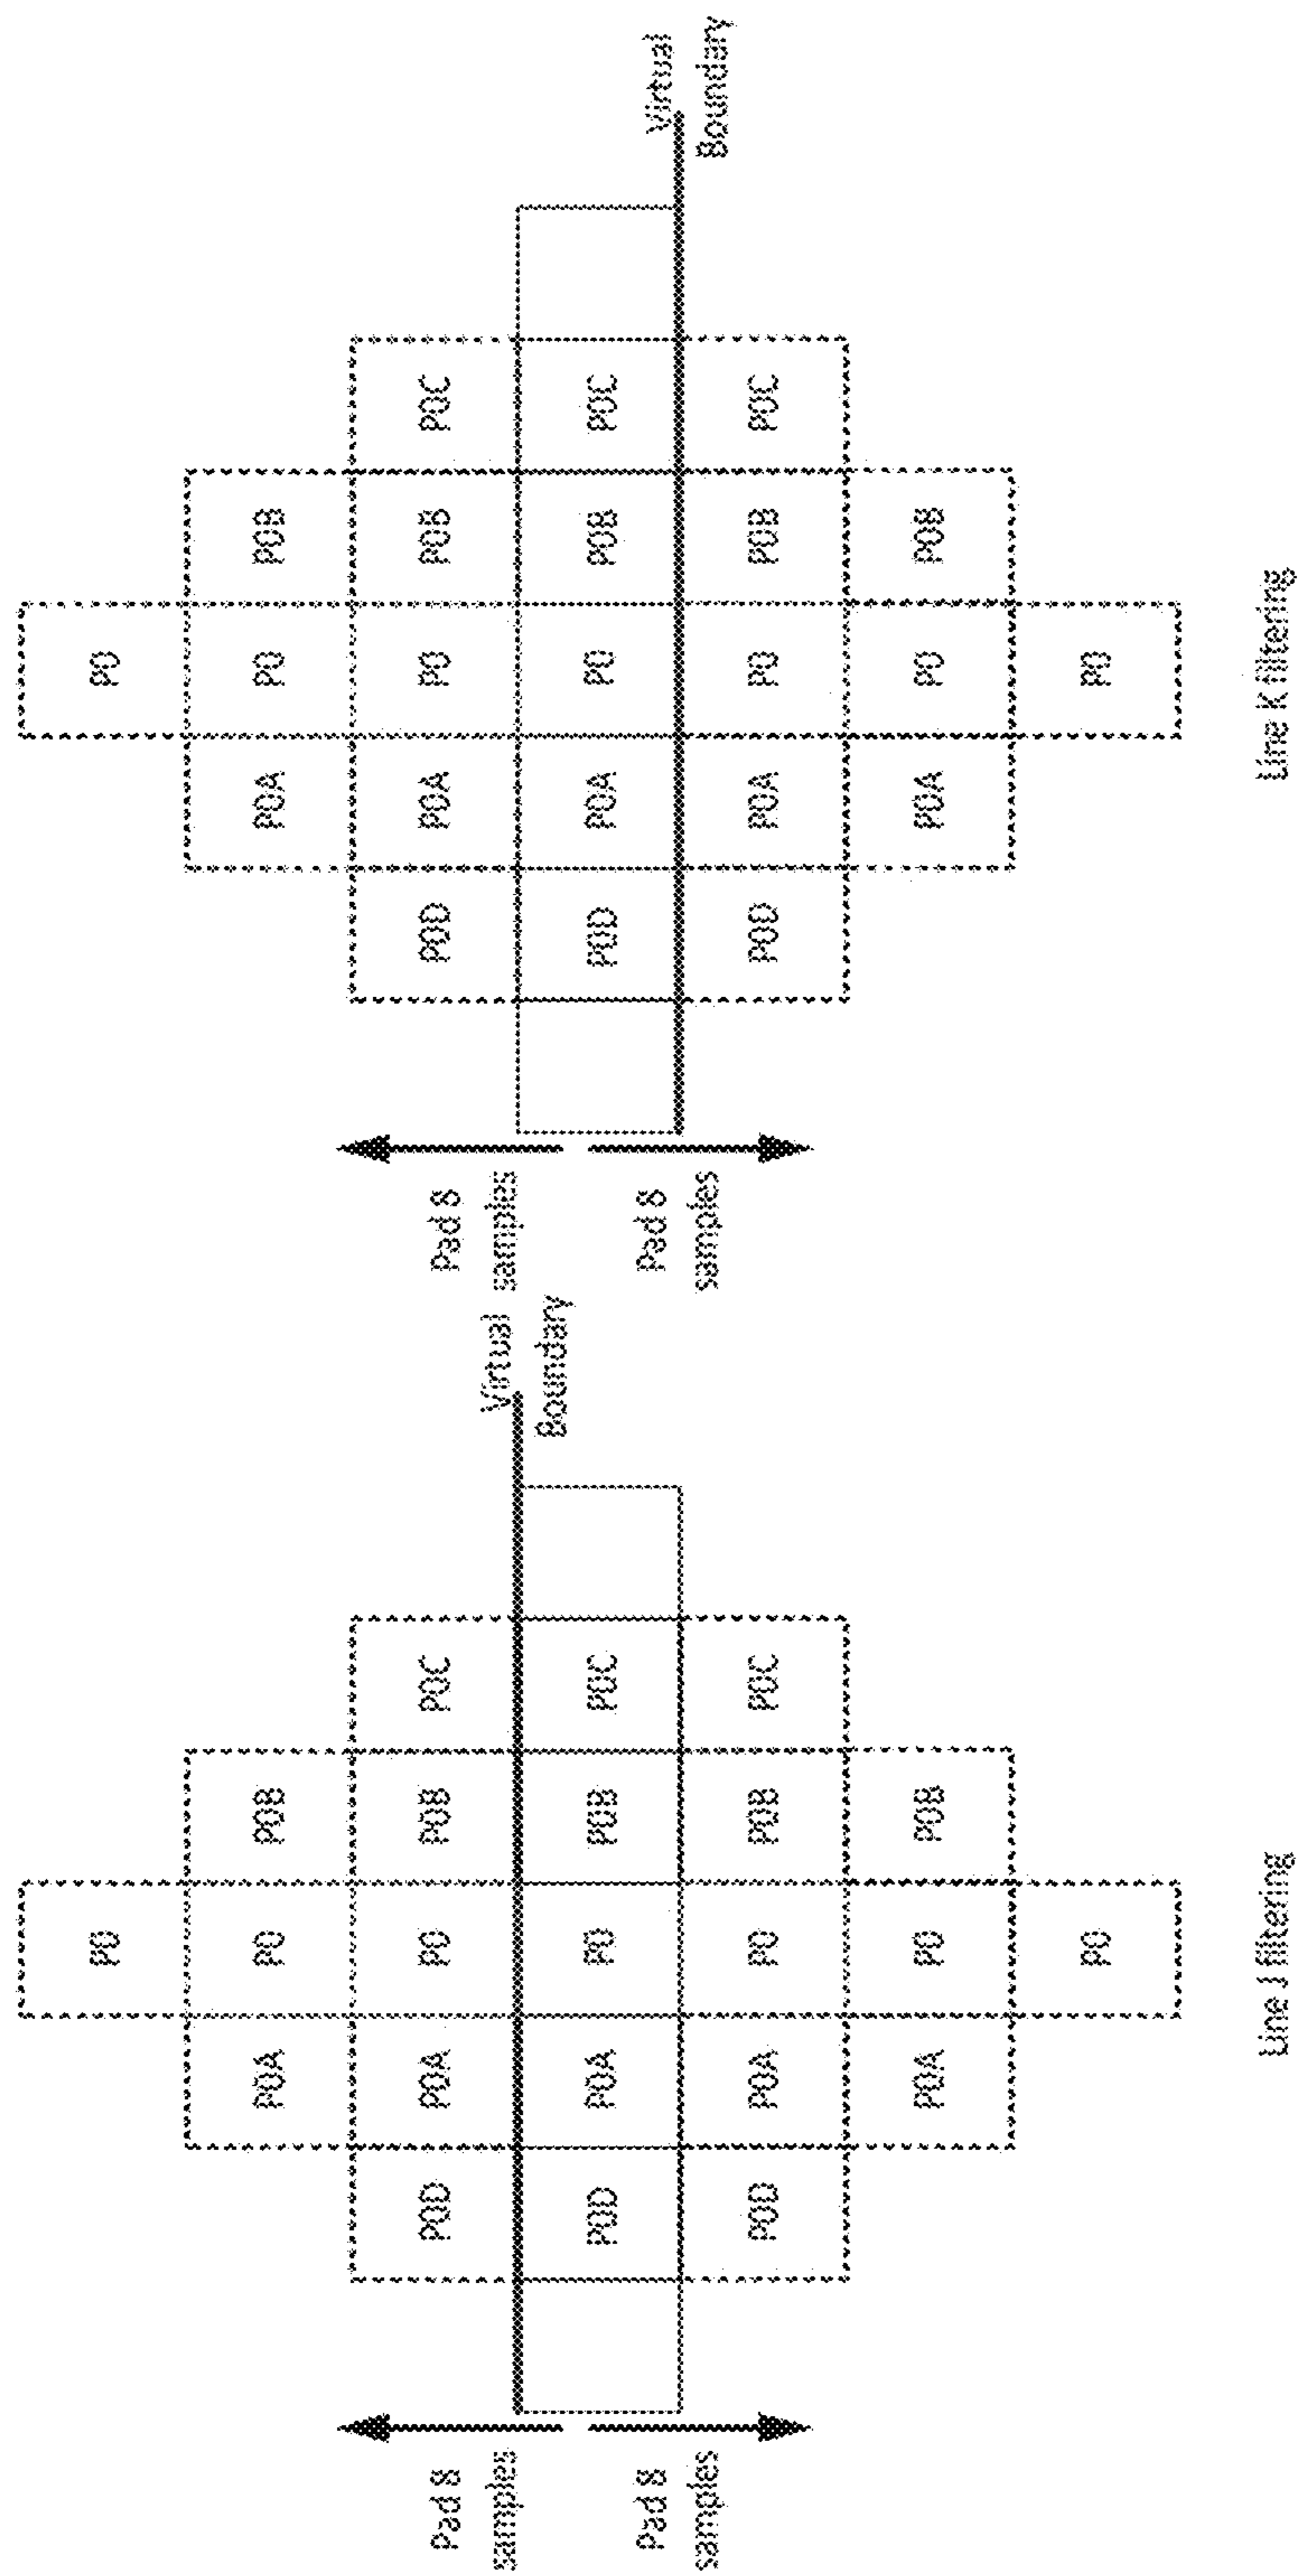 P0
P0A P0 P0B
Pad 8
samples
P0D P0A P0 P0B P0C
Virtual
Boundary
P0D P0A P0 P0B P0C
Pad 8
samples
P0D P0A P0 P0B P0C
P0A P0 P0B
P0
Line J filtering
P0
P0A P0 P0B
Pad 8
samples
P0D P0A P0 P0B P0C
P0D P0A P0 P0B P0C
Virtual
Boundary
Pad 8
samples
P0D P0A P0 P0B P0C
P0A P0 P0B
P0
Line K filtering